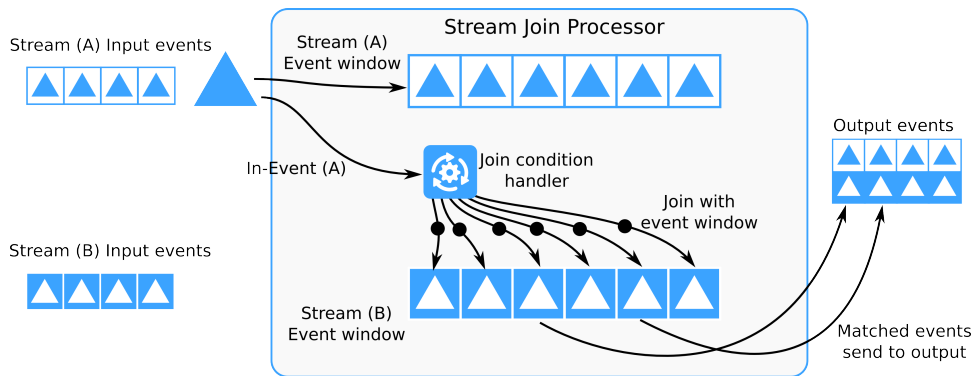 Stream Join Processor
Stream (A) Input events
Stream (A)
Event window
In-Event (A)
Join condition
handler
Join with
event window
Output events
Stream (B) Input events
Stream (B)
Event window
Matched events
send to output